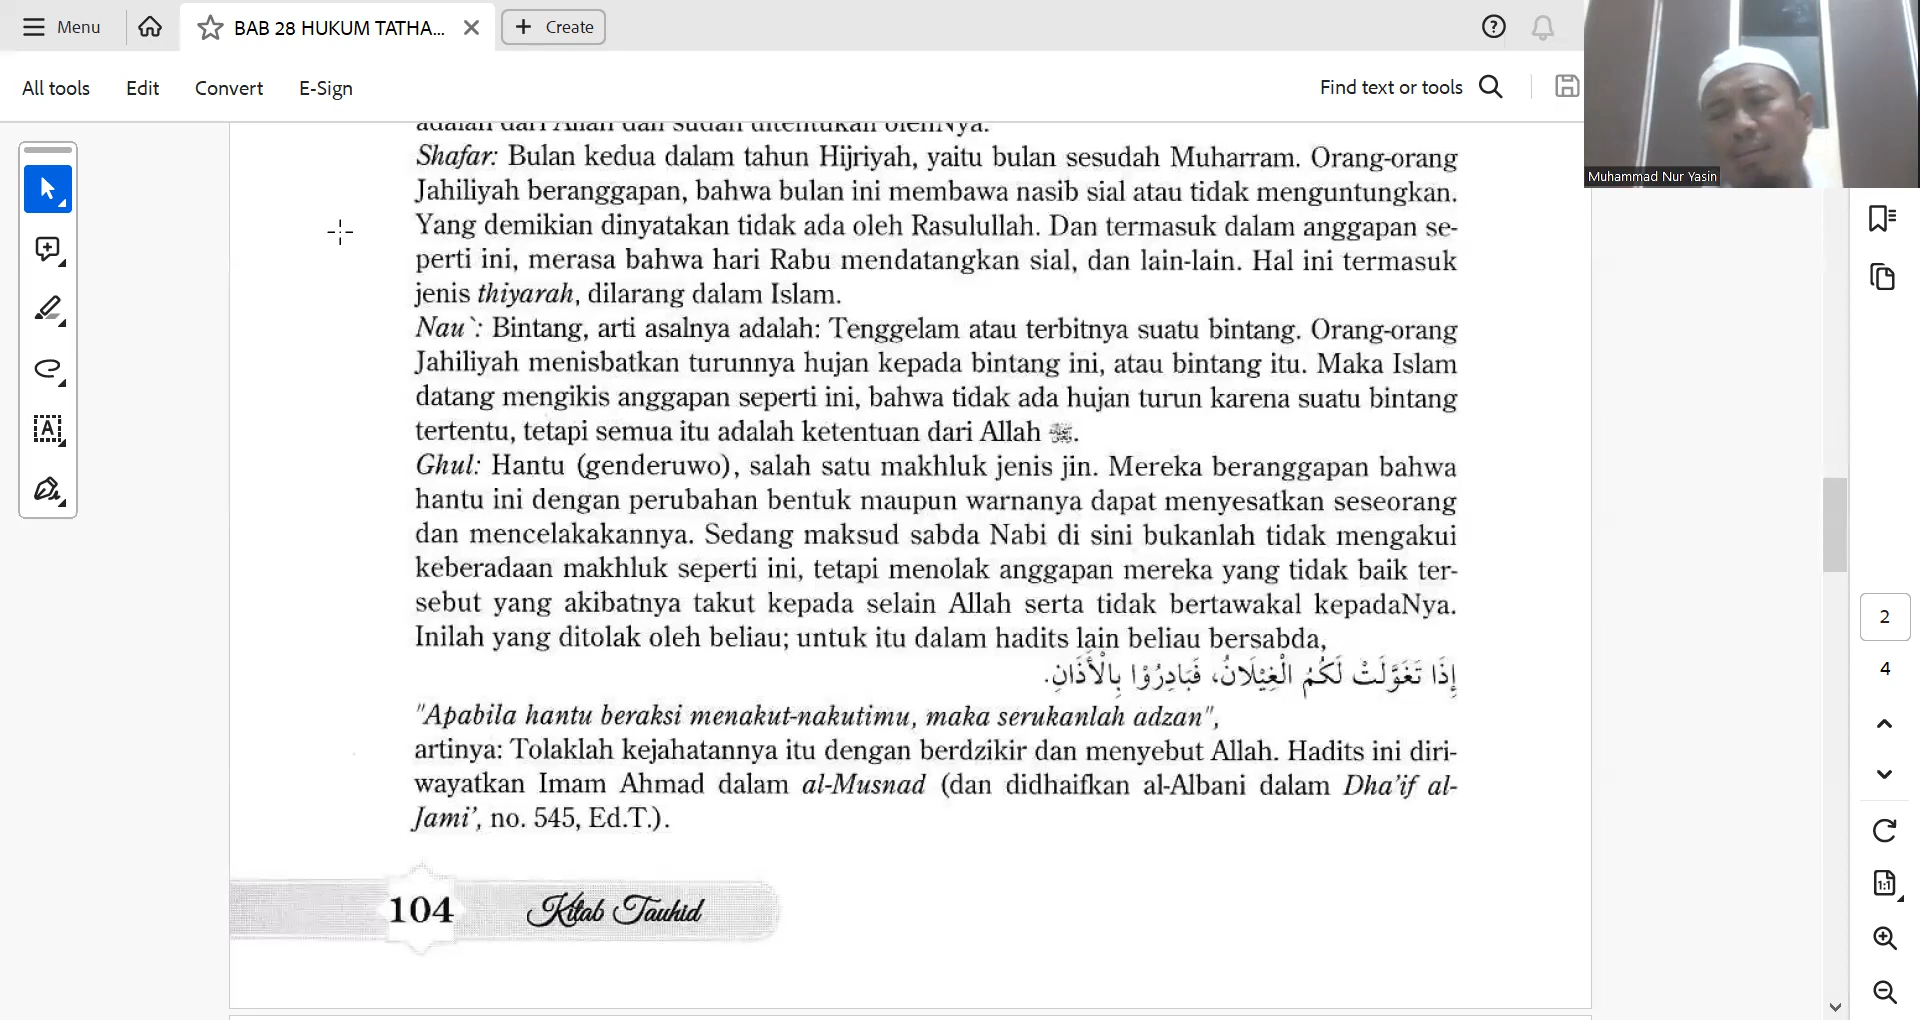 Menu
BAB 28 HUKUM TATHA...
Create
All tools
Edit
Convert
E-Sign
Find text or tools
Muhammad Nur Yasin
adalah dari Allah dan sudah ditentukan olehNya.
Shafar: Bulan kedua dalam tahun Hijriyah, yaitu bulan sesudah Muharram. Orang-orang
Jahiliyah beranggapan, bahwa bulan ini membawa nasib sial atau tidak menguntungkan.
Yang demikian dinyatakan tidak ada oleh Rasulullah. Dan termasuk dalam anggapan se-
perti ini, merasa bahwa hari Rabu mendatangkan sial, dan lain-lain. Hal ini termasuk
jenis thiyarah, dilarang dalam Islam.
Nau`: Bintang, arti asalnya adalah: Tenggelam atau terbitnya suatu bintang. Orang-orang
Jahiliyah menisbatkan turunnya hujan kepada bintang ini, atau bintang itu. Maka Islam
datang mengikis anggapan seperti ini, bahwa tidak ada hujan turun karena suatu bintang
tertentu, tetapi semua itu adalah ketentuan dari Allah.
Ghul: Hantu (genderuwo), salah satu makhluk jenis jin. Mereka beranggapan bahwa
hantu ini dengan perubahan bentuk maupun warnanya dapat menyesatkan seseorang
dan mencelakakannya. Sedang maksud sabda Nabi di sini bukanlah tidak mengakui
keberadaan makhluk seperti ini, tetapi menolak anggapan mereka yang tidak baik ter-
sebut yang akibatnya takut kepada selain Allah serta tidak bertawakal kepadaNya.
Inilah yang ditolak oleh beliau; untuk itu dalam hadits lain beliau bersabda,
إِذَا تَغَوَّلَتْ لَكُمُ الْغِيْلَانُ، فَبَادِرُوْا بِالْأَذَانِ.
"Apabila hantu beraksi menakut-nakutimu, maka serukanlah adzan",
artinya: Tolaklah kejahatannya itu dengan berdzikir dan menyebut Allah. Hadits ini diri-
wayatkan Imam Ahmad dalam al-Musnad (dan didhaifkan al-Albani dalam Dha'if al-
Jami', no. 545, Ed.T.).
104
Kitab Tauhid
2
4